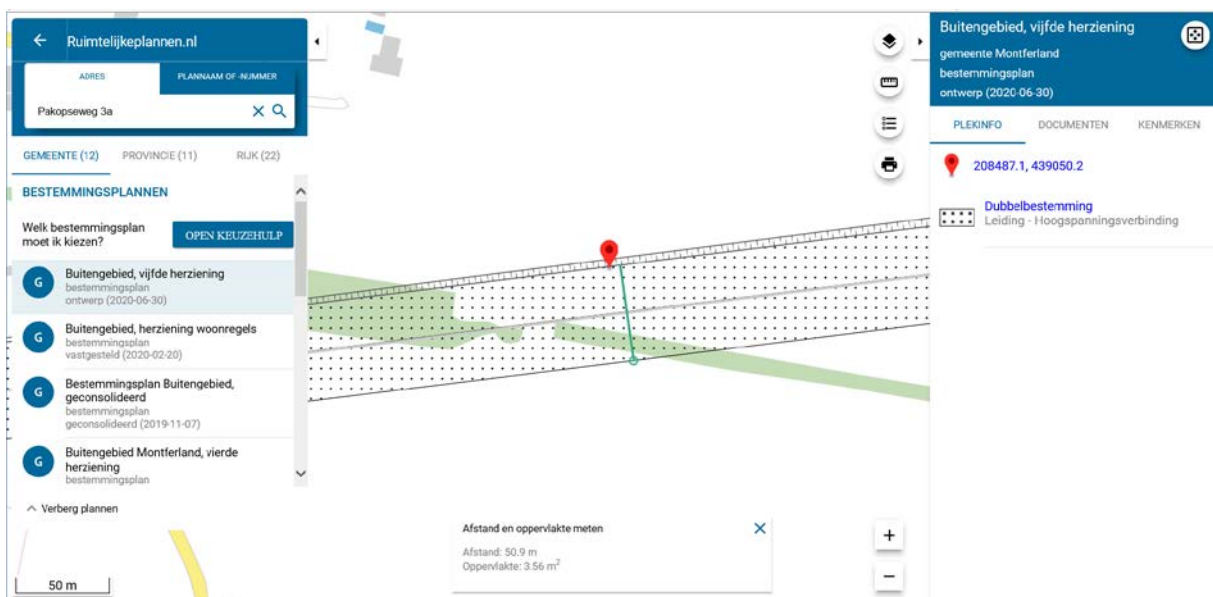 Ruimtelijkeplannen.nl
ADRES
PLANNAAM OF -NUMMER
Pakopseweg 3a
GEMEENTE (12)
PROVINCIE (11)
RIJK (22)
BESTEMMINGSPLANNEN
Welk bestemmingsplan
moet ik kiezen?
OPEN KEUZEHULP
G
Buitengebied, vijfde herziening
bestemmingsplan
ontwerp (2020-06-30)
G
Buitengebied, herziening woonregels
bestemmingsplan
vastgesteld (2020-02-20)
G
Bestemmingsplan Buitengebied,
geconsolideerd
bestemmingsplan
geconsolideerd (2019-11-07)
G
Buitengebied Montferland, vierde
herziening
bestemmingsplan
Verberg plannen
50 m
Afstand en oppervlakte meten
Afstand: 50.9 m
Oppervlakte: 3.56 m²
+
−
Buitengebied, vijfde herziening
gemeente Montferland
bestemmingsplan
ontwerp (2020-06-30)
PLEKINFO
DOCUMENTEN
KENMERKEN
208487.1, 439050.2
Dubbelbestemming
Leiding - Hoogspanningsverbinding